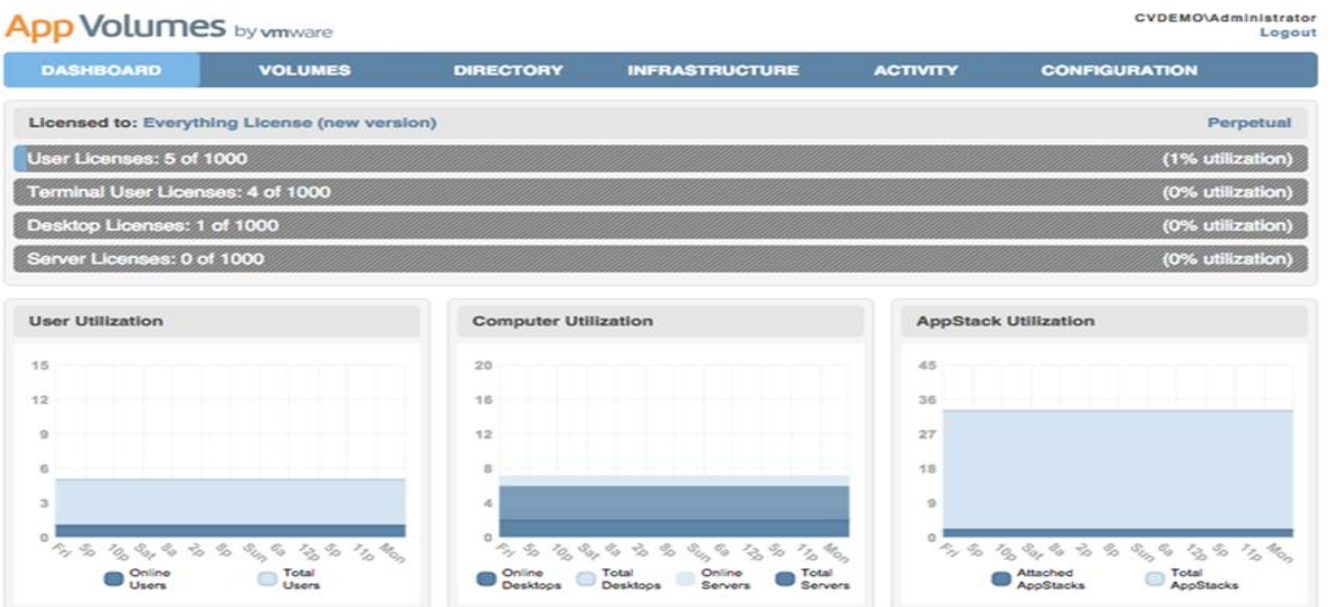 App Volumes by vmware
CVDEMO\Administrator
Logout
DASHBOARD VOLUMES DIRECTORY INFRASTRUCTURE ACTIVITY CONFIGURATION
Licensed to: Everything License (new version) Perpetual
User Licenses: 5 of 1000 (1% utilization)
Terminal User Licenses: 4 of 1000 (0% utilization)
Desktop Licenses: 1 of 1000 (0% utilization)
Server Licenses: 0 of 1000 (0% utilization)
User Utilization
15
12
9
6
3
0
Fri 5p 10p Sat 8a 2p 8p Sun 6a 12p 5p 11p Mon
Online Users
Total Users
Computer Utilization
20
16
12
8
4
0
Fri 5p 10p Sat 8a 2p 8p Sun 6a 12p 5p 11p Mon
Online Desktops
Total Desktops
Online Servers
Total Servers
AppStack Utilization
45
36
27
18
9
0
Fri 5p 10p Sat 8a 2p 8p Sun 6a 12p 5p 11p Mon
Attached AppStacks
Total AppStacks